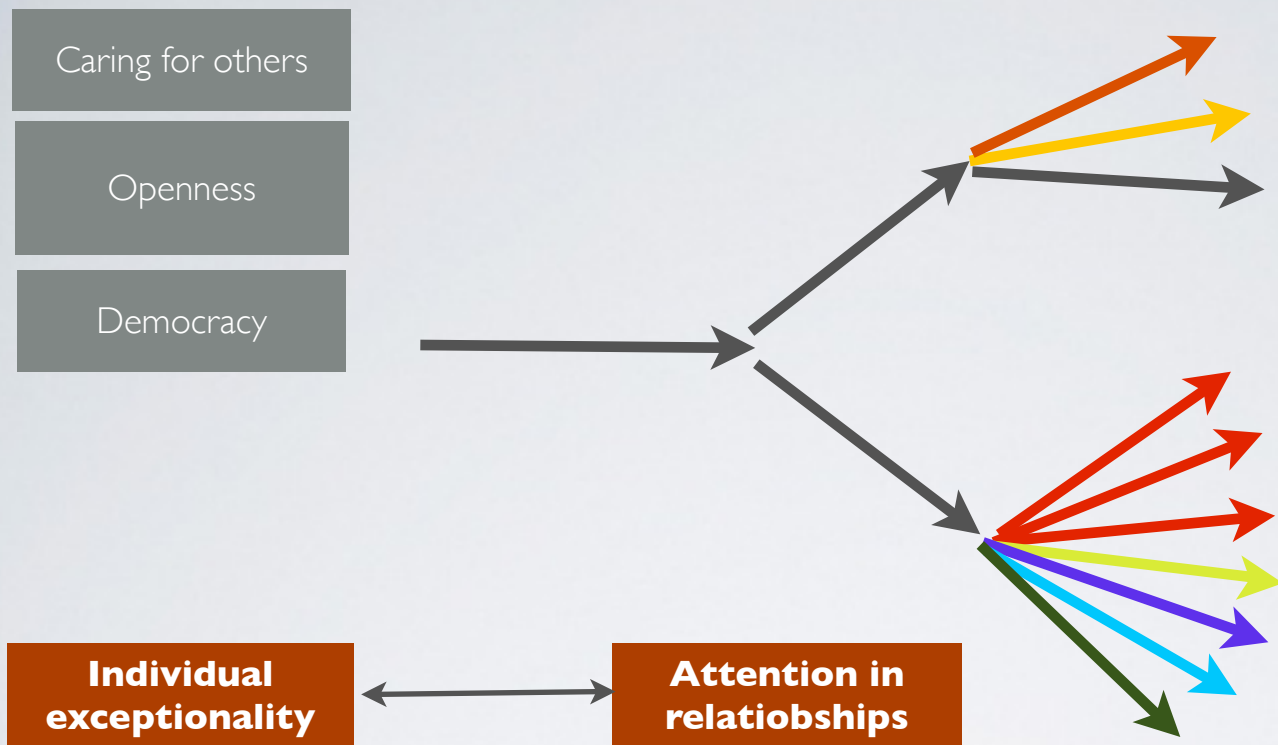 Caring for others
Openness
Democracy
Individual
exceptionality
Attention in
relatiobships